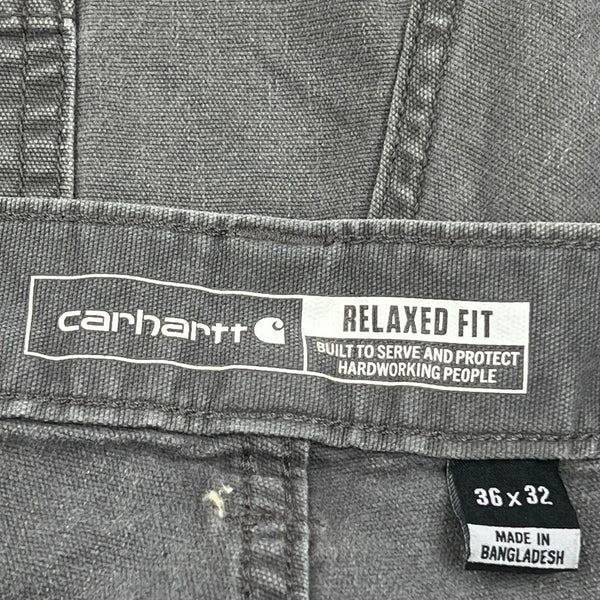 carhartt
RELAXED FIT
BUILT TO SERVE AND PROTECT
HARDWORKING PEOPLE
36 x 32
MADE IN
BANGLADESH